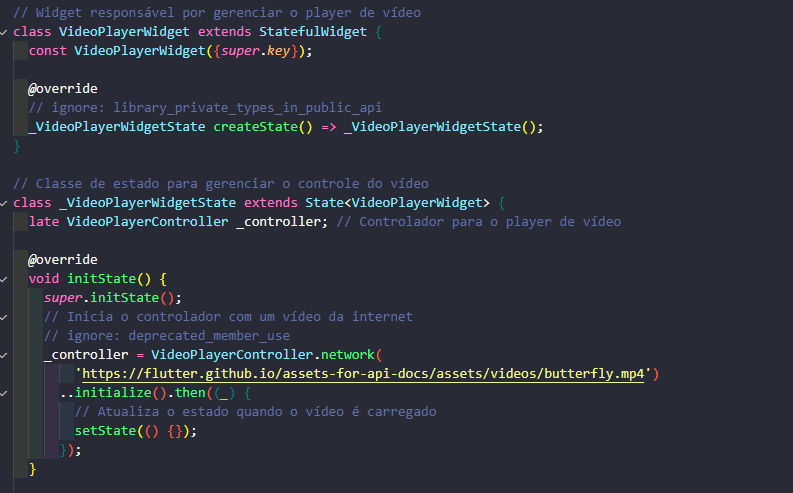 // Widget responsável por gerenciar o player de vídeo
class VideoPlayerWidget extends StatefulWidget {
const VideoPlayerWidget({super.key});
@override
// ignore: library_private_types_in_public_api
_VideoPlayerWidgetState createState() => _VideoPlayerWidgetState();
}
// Classe de estado para gerenciar o controle do vídeo
class _VideoPlayerWidgetState extends State<VideoPlayerWidget> {
late VideoPlayerController _controller; // Controlador para o player de vídeo
@override
void initState() {
super.initState();
// Inicia o controlador com um vídeo da internet
// ignore: deprecated_member_use
_controller = VideoPlayerController.network(
'https://flutter.github.io/assets-for-api-docs/assets/videos/butterfly.mp4')
..initialize().then((_) {
// Atualiza o estado quando o vídeo é carregado
setState(() {});
});
}